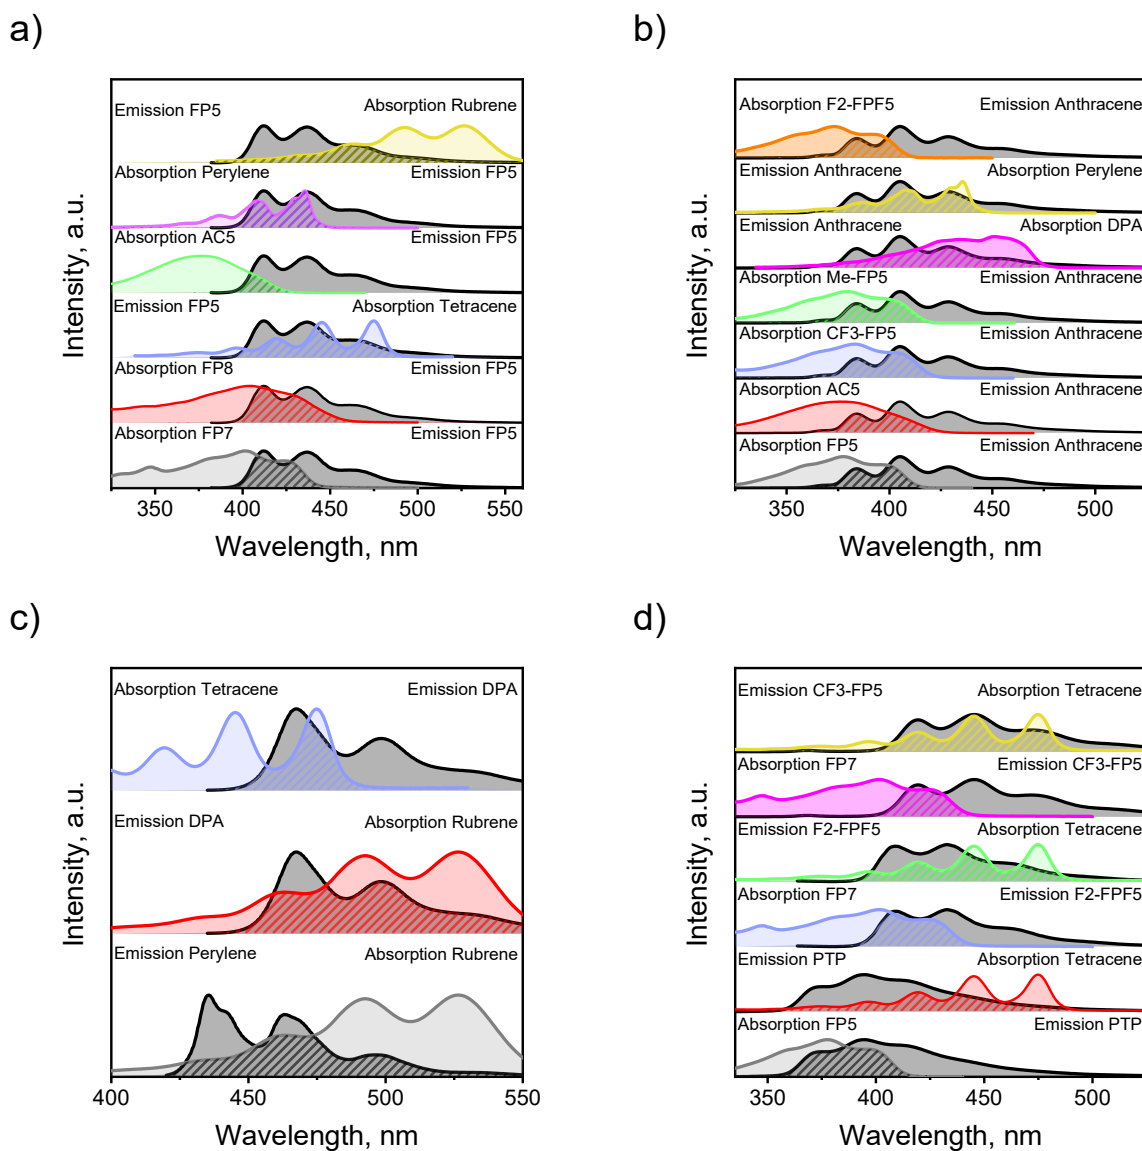 a)
Emission FP5 Absorption Rubrene
Absorption Perylene Emission FP5
Absorption AC5 Emission FP5
Emission FP5 Absorption Tetracene
Absorption FP8 Emission FP5
Absorption FP7 Emission FP5
Intensity, a.u.
350 400 450 500 550
Wavelength, nm
b)
Absorption F2-FPF5 Emission Anthracene
Emission Anthracene Absorption Perylene
Emission Anthracene Absorption DPA
Absorption Me-FP5 Emission Anthracene
Absorption CF3-FP5 Emission Anthracene
Absorption AC5 Emission Anthracene
Absorption FP5 Emission Anthracene
Intensity, a.u.
350 400 450 500
Wavelength, nm
c)
Absorption Tetracene Emission DPA
Emission DPA Absorption Rubrene
Emission Perylene Absorption Rubrene
Intensity, a.u.
400 450 500 550
Wavelength, nm
d)
Emission CF3-FP5 Absorption Tetracene
Absorption FP7 Emission CF3-FP5
Emission F2-FPF5 Absorption Tetracene
Absorption FP7 Emission F2-FPF5
Emission PTP Absorption Tetracene
Absorption FP5 Emission PTP
Intensity, a.u.
350 400 450 500
Wavelength, nm